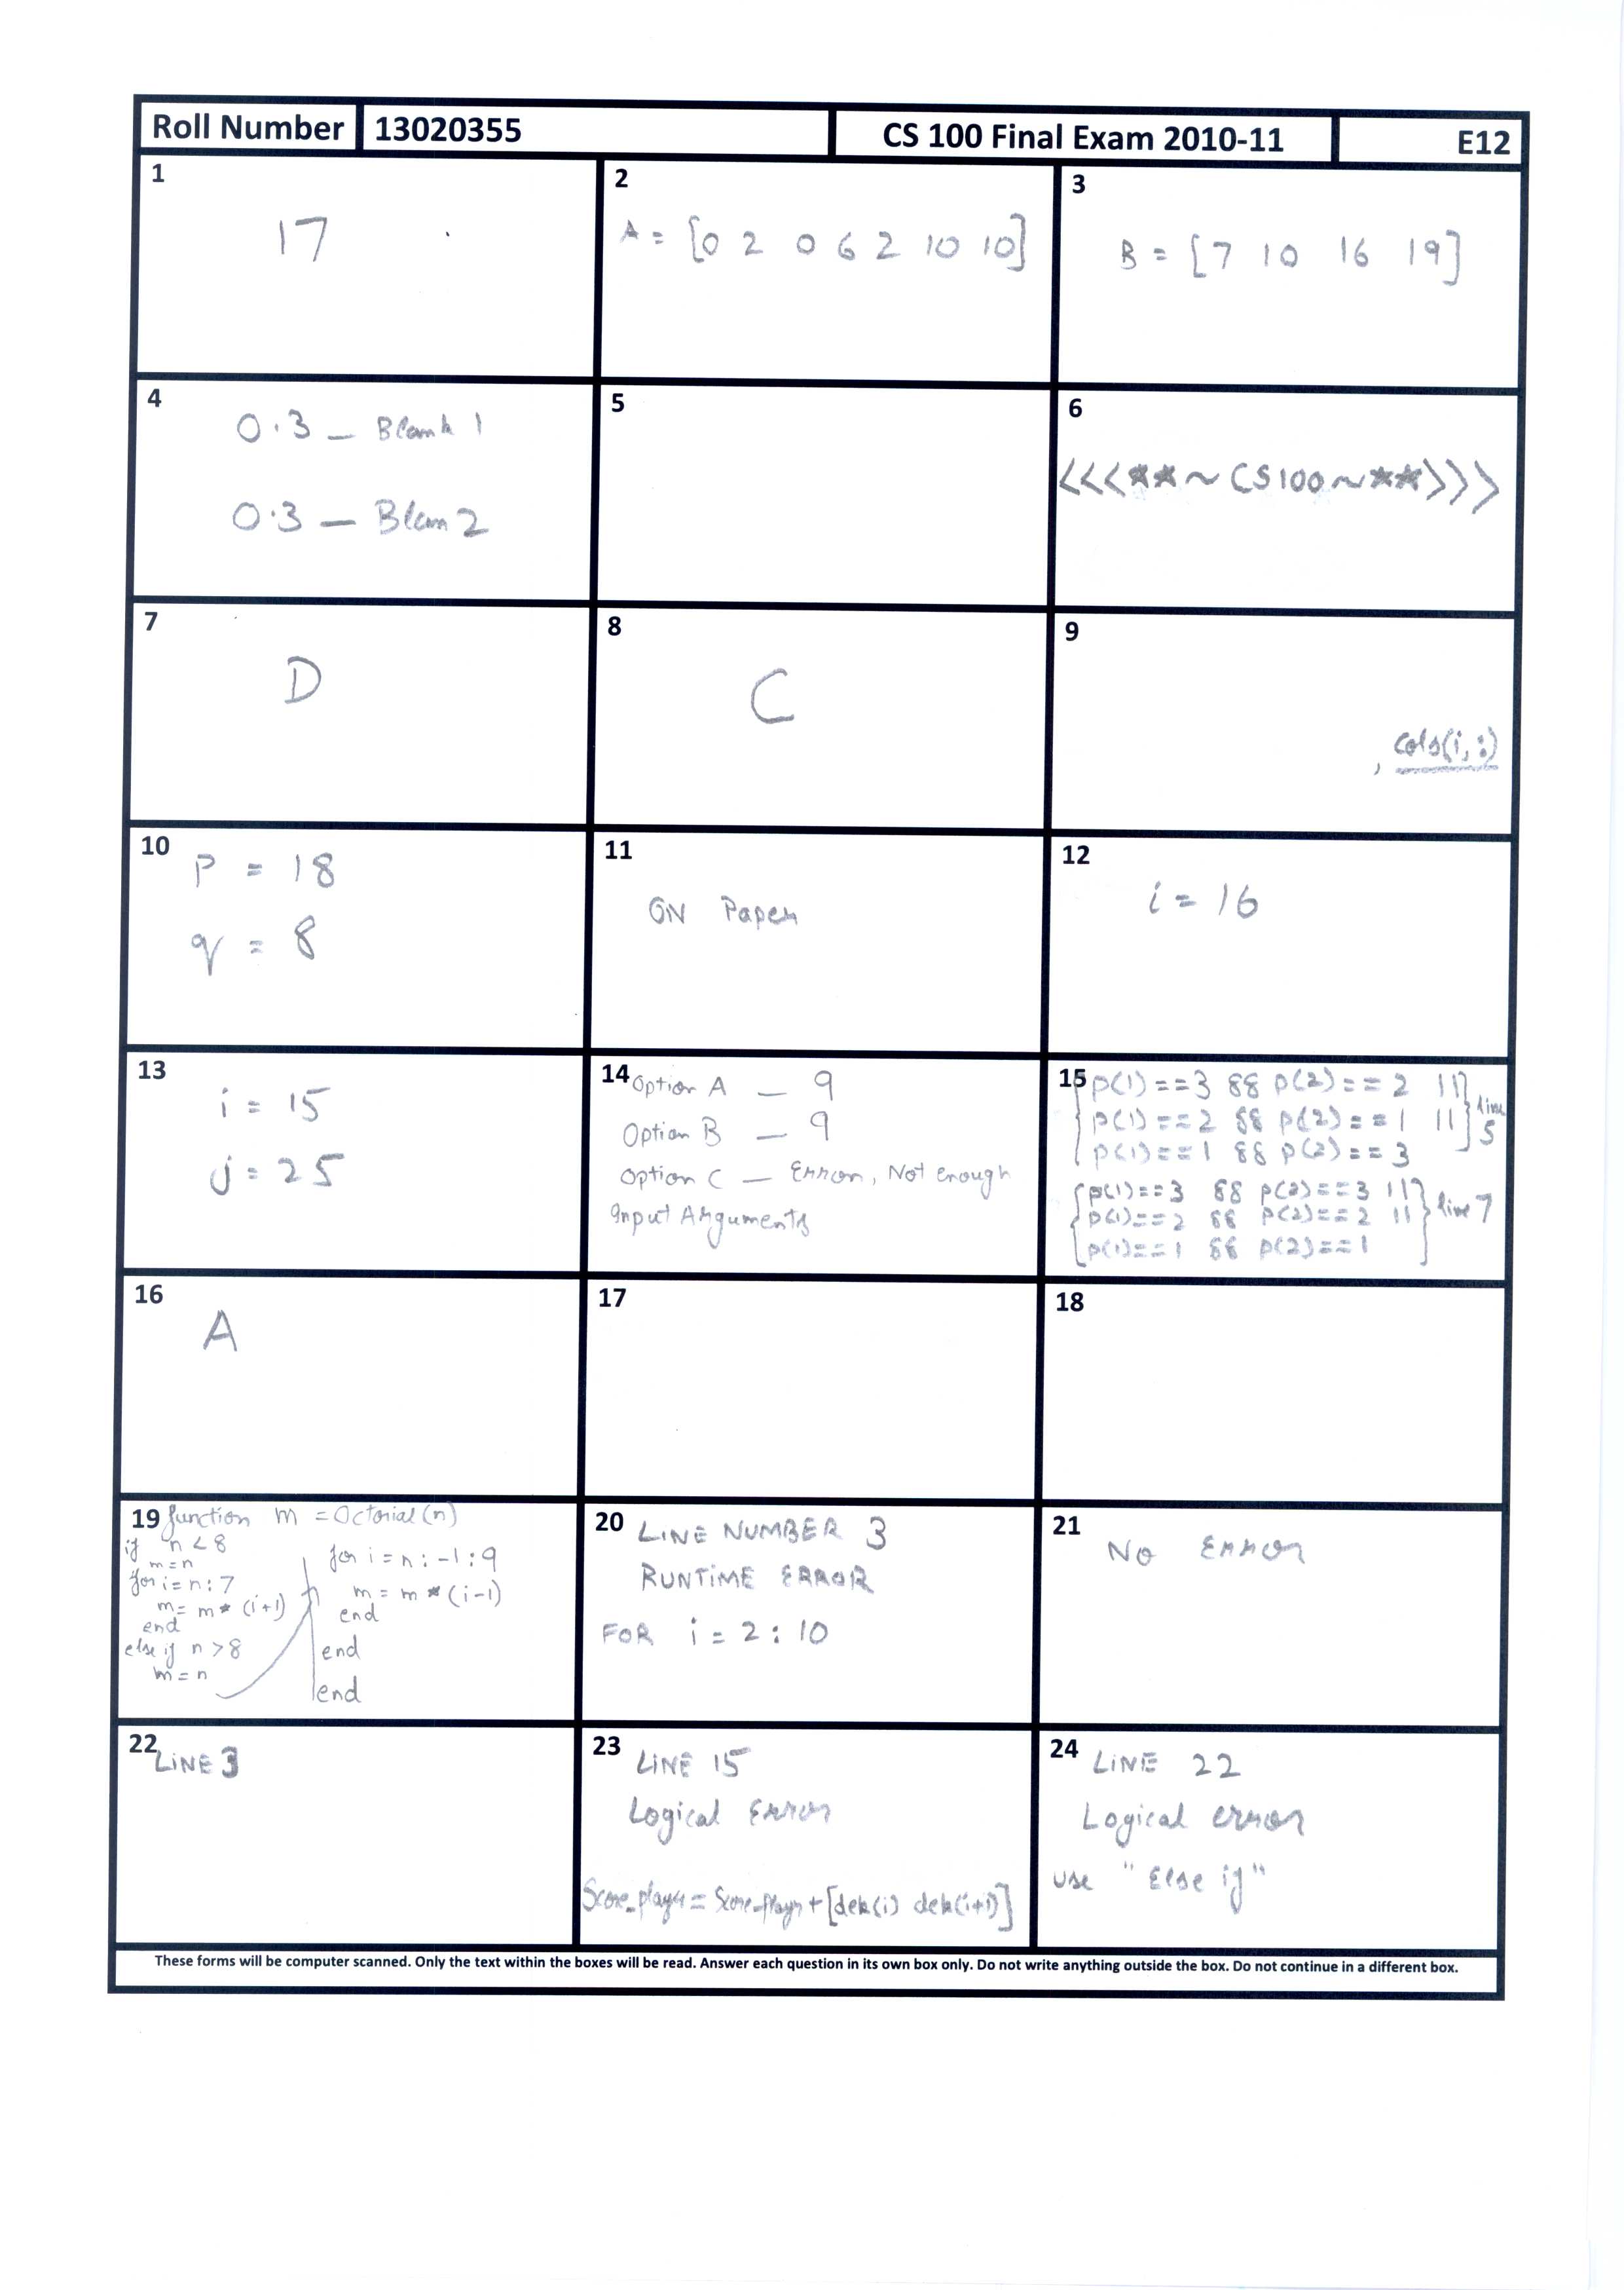 Roll Number 13020355 CS 100 Final Exam 2010-11 E12
1
17
2
A = [0 2 0 6 2 10 10]
3
B = [7 10 16 19]
4
0.3 — Blank 1
0.3 — Blan 2
5
6
<<<**~CS100~**>>>
7
D
8
C
9
, cols(i,:)
10
P = 18
q = 8
11
ON Paper
12
i = 16
13
i = 15
j = 25
14
Option A — 9
Option B — 9
Option C — Error, Not enough
Input Arguments
15
p(1)==3 && p(2)==2 ||
p(1)==2 && p(2)==1 || line
5
p(1)==1 && p(2)==3
p(1)==3 && p(2)==3 ||
p(1)==2 && p(2)==2 || line 7
p(1)==1 && p(2)==1
16
A
17
18
19
function m = Octorial(n)
if n<8
m=n
for i=n:7
m= m*(i+1)
end
else if n>8
m=n
for i=n:-1:9
m= m*(i-1)
end
end
end
20
LINE NUMBER 3
RUNTIME ERROR
FOR i = 2:10
21
NO Error
22
LINE 3
23
LINE 15
Logical Error
Score_player = Score_playr + [dek(i) dek(i+1)]
24
LINE 22
Logical error
use "Else if"
These forms will be computer scanned. Only the text within the boxes will be read. Answer each question in its own box only. Do not write anything outside the box. Do not continue in a different box.